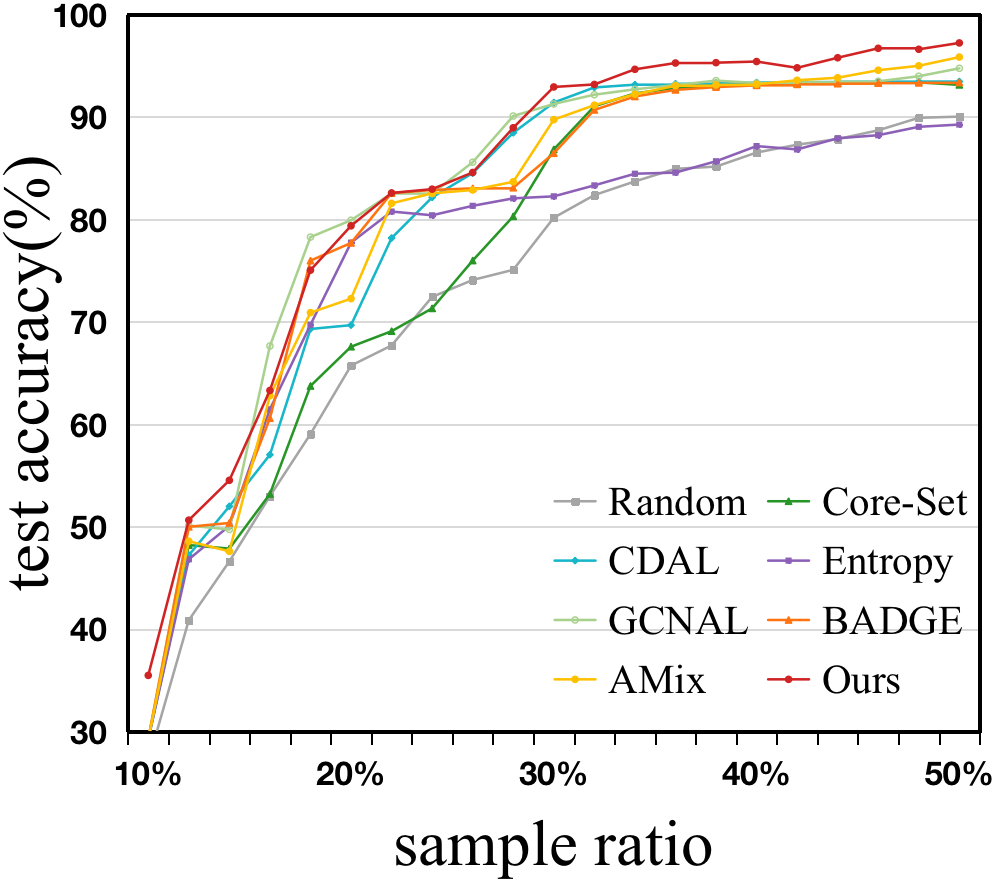 100
90
80
70
60
50
40
30
test accuracy(%)
Random
Core-Set
CDAL
Entropy
GCNAL
BADGE
AMix
Ours
10%
20%
30%
40%
50%
sample ratio